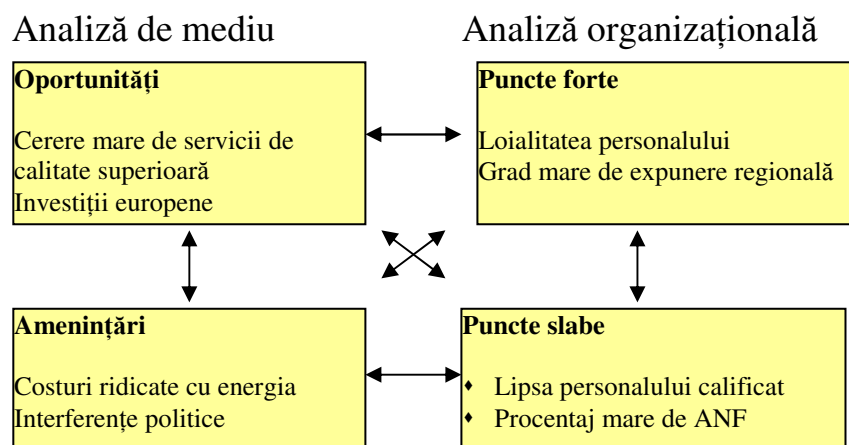 Analiză de mediu
Analiză organizațională
Oportunități
Cerere mare de servicii de
calitate superioară
Investiții europene
Puncte forte
Loialitatea personalului
Grad mare de expunere regională
Amenințări
Costuri ridicate cu energia
Interferențe politice
Puncte slabe
♦ Lipsa personalului calificat
♦ Procentaj mare de ANF